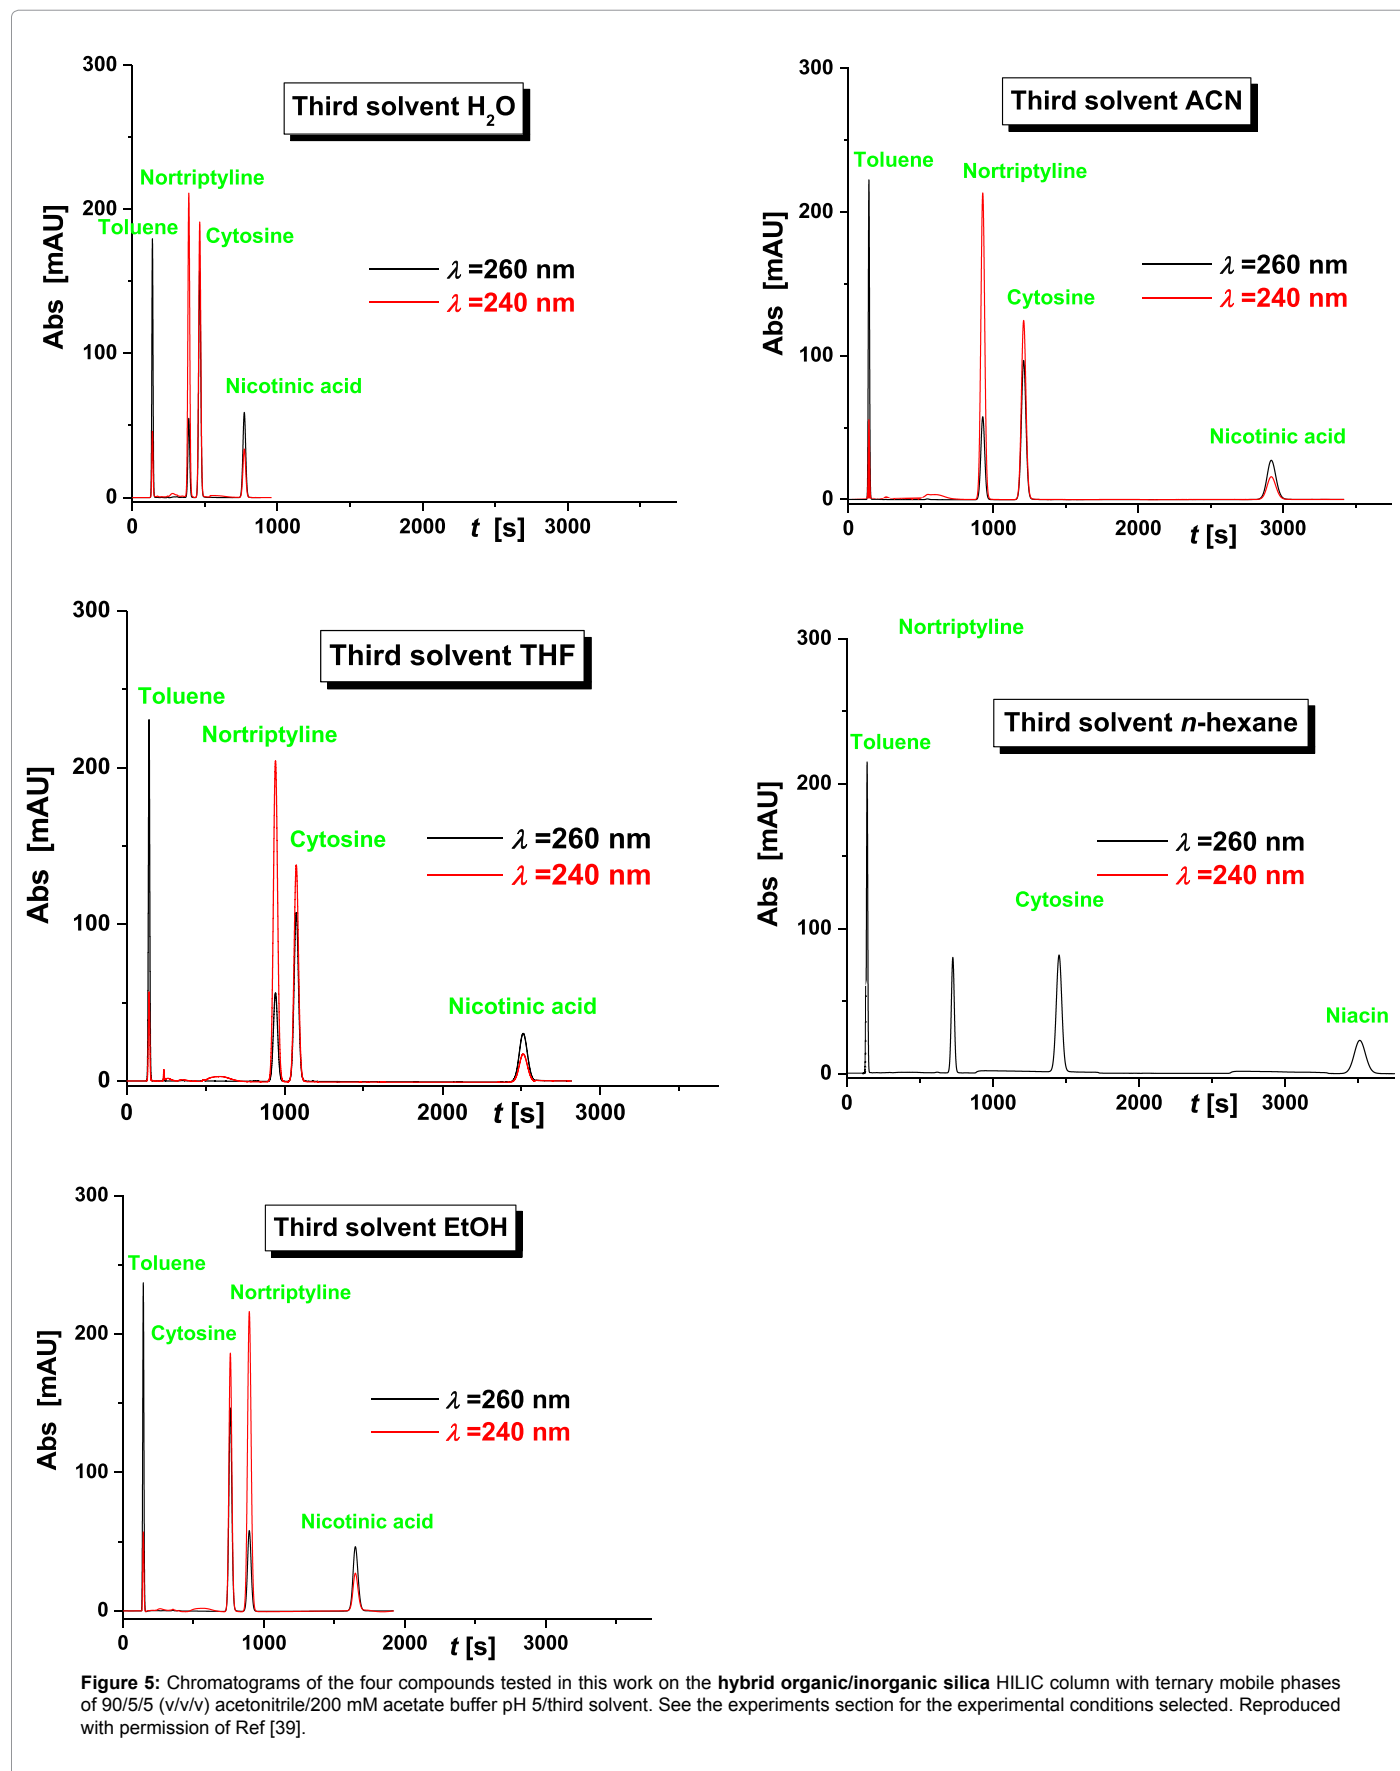 Third solvent H2O
300
200
100
0
Abs [mAU]
Toluene
Nortriptyline
Cytosine
Nicotinic acid
λ =260 nm
λ =240 nm
0 1000 2000 3000
t [s]
Third solvent ACN
300
200
100
0
Abs [mAU]
Toluene
Nortriptyline
Cytosine
Nicotinic acid
λ =260 nm
λ =240 nm
0 1000 2000 3000
t [s]
Third solvent THF
300
200
100
0
Abs [mAU]
Toluene
Nortriptyline
Cytosine
Nicotinic acid
λ =260 nm
λ =240 nm
0 1000 2000 3000
t [s]
Third solvent n-hexane
300
200
100
0
Abs [mAU]
Nortriptyline
Toluene
Cytosine
Niacin
λ =260 nm
λ =240 nm
0 1000 2000 3000
t [s]
Third solvent EtOH
300
200
100
0
Abs [mAU]
Toluene
Nortriptyline
Cytosine
Nicotinic acid
λ =260 nm
λ =240 nm
0 1000 2000 3000
t [s]
Figure 5: Chromatograms of the four compounds tested in this work on the hybrid organic/inorganic silica HILIC column with ternary mobile phases
of 90/5/5 (v/v/v) acetonitrile/200 mM acetate buffer pH 5/third solvent. See the experiments section for the experimental conditions selected. Reproduced
with permission of Ref [39].